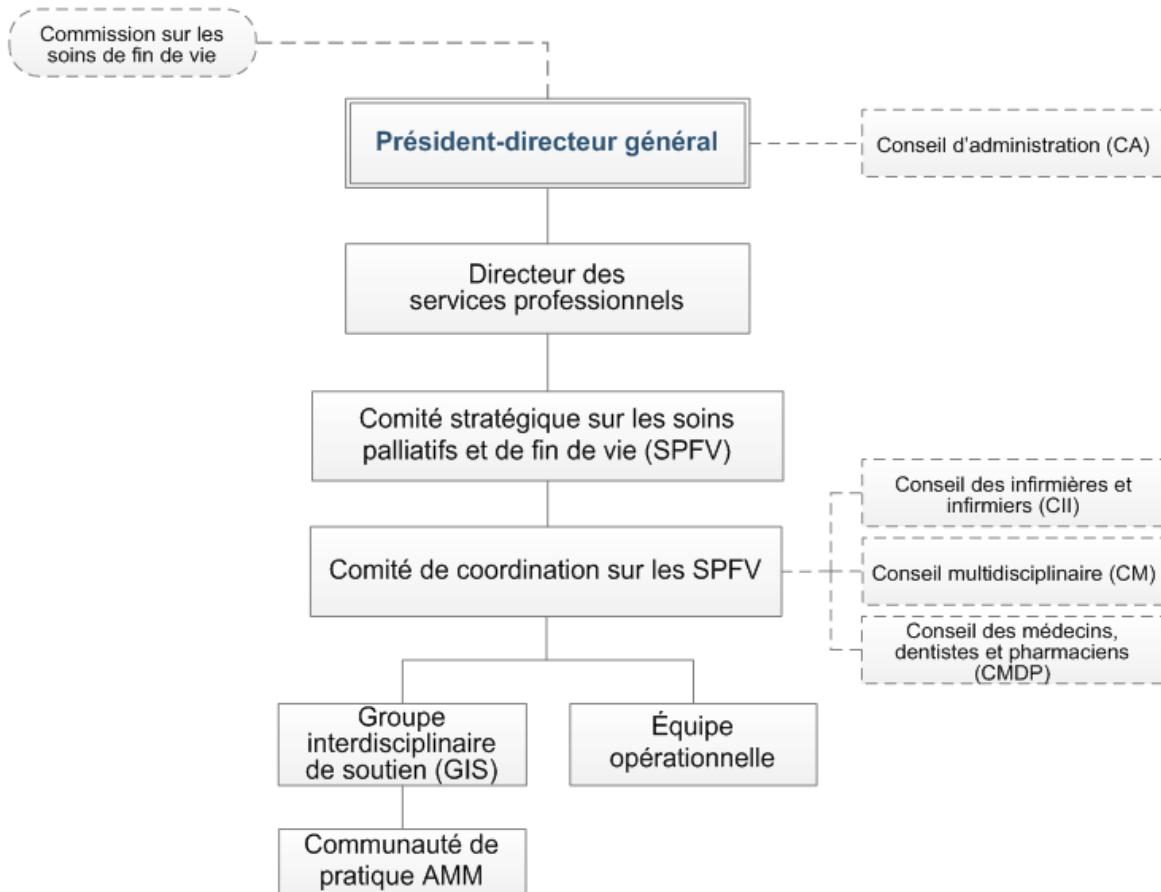 Commission sur les
soins de fin de vie
Président-directeur général
Conseil d'administration (CA)
Directeur des
services professionnels
Comité stratégique sur les soins
palliatifs et de fin de vie (SPFV)
Conseil des infirmières et
infirmiers (CII)
Comité de coordination sur les SPFV
Conseil multidisciplinaire (CM)
Conseil des médecins,
dentistes et pharmaciens
(CMDP)
Groupe
interdisciplinaire
de soutien (GIS)
Équipe
opérationnelle
Communauté de
pratique AMM